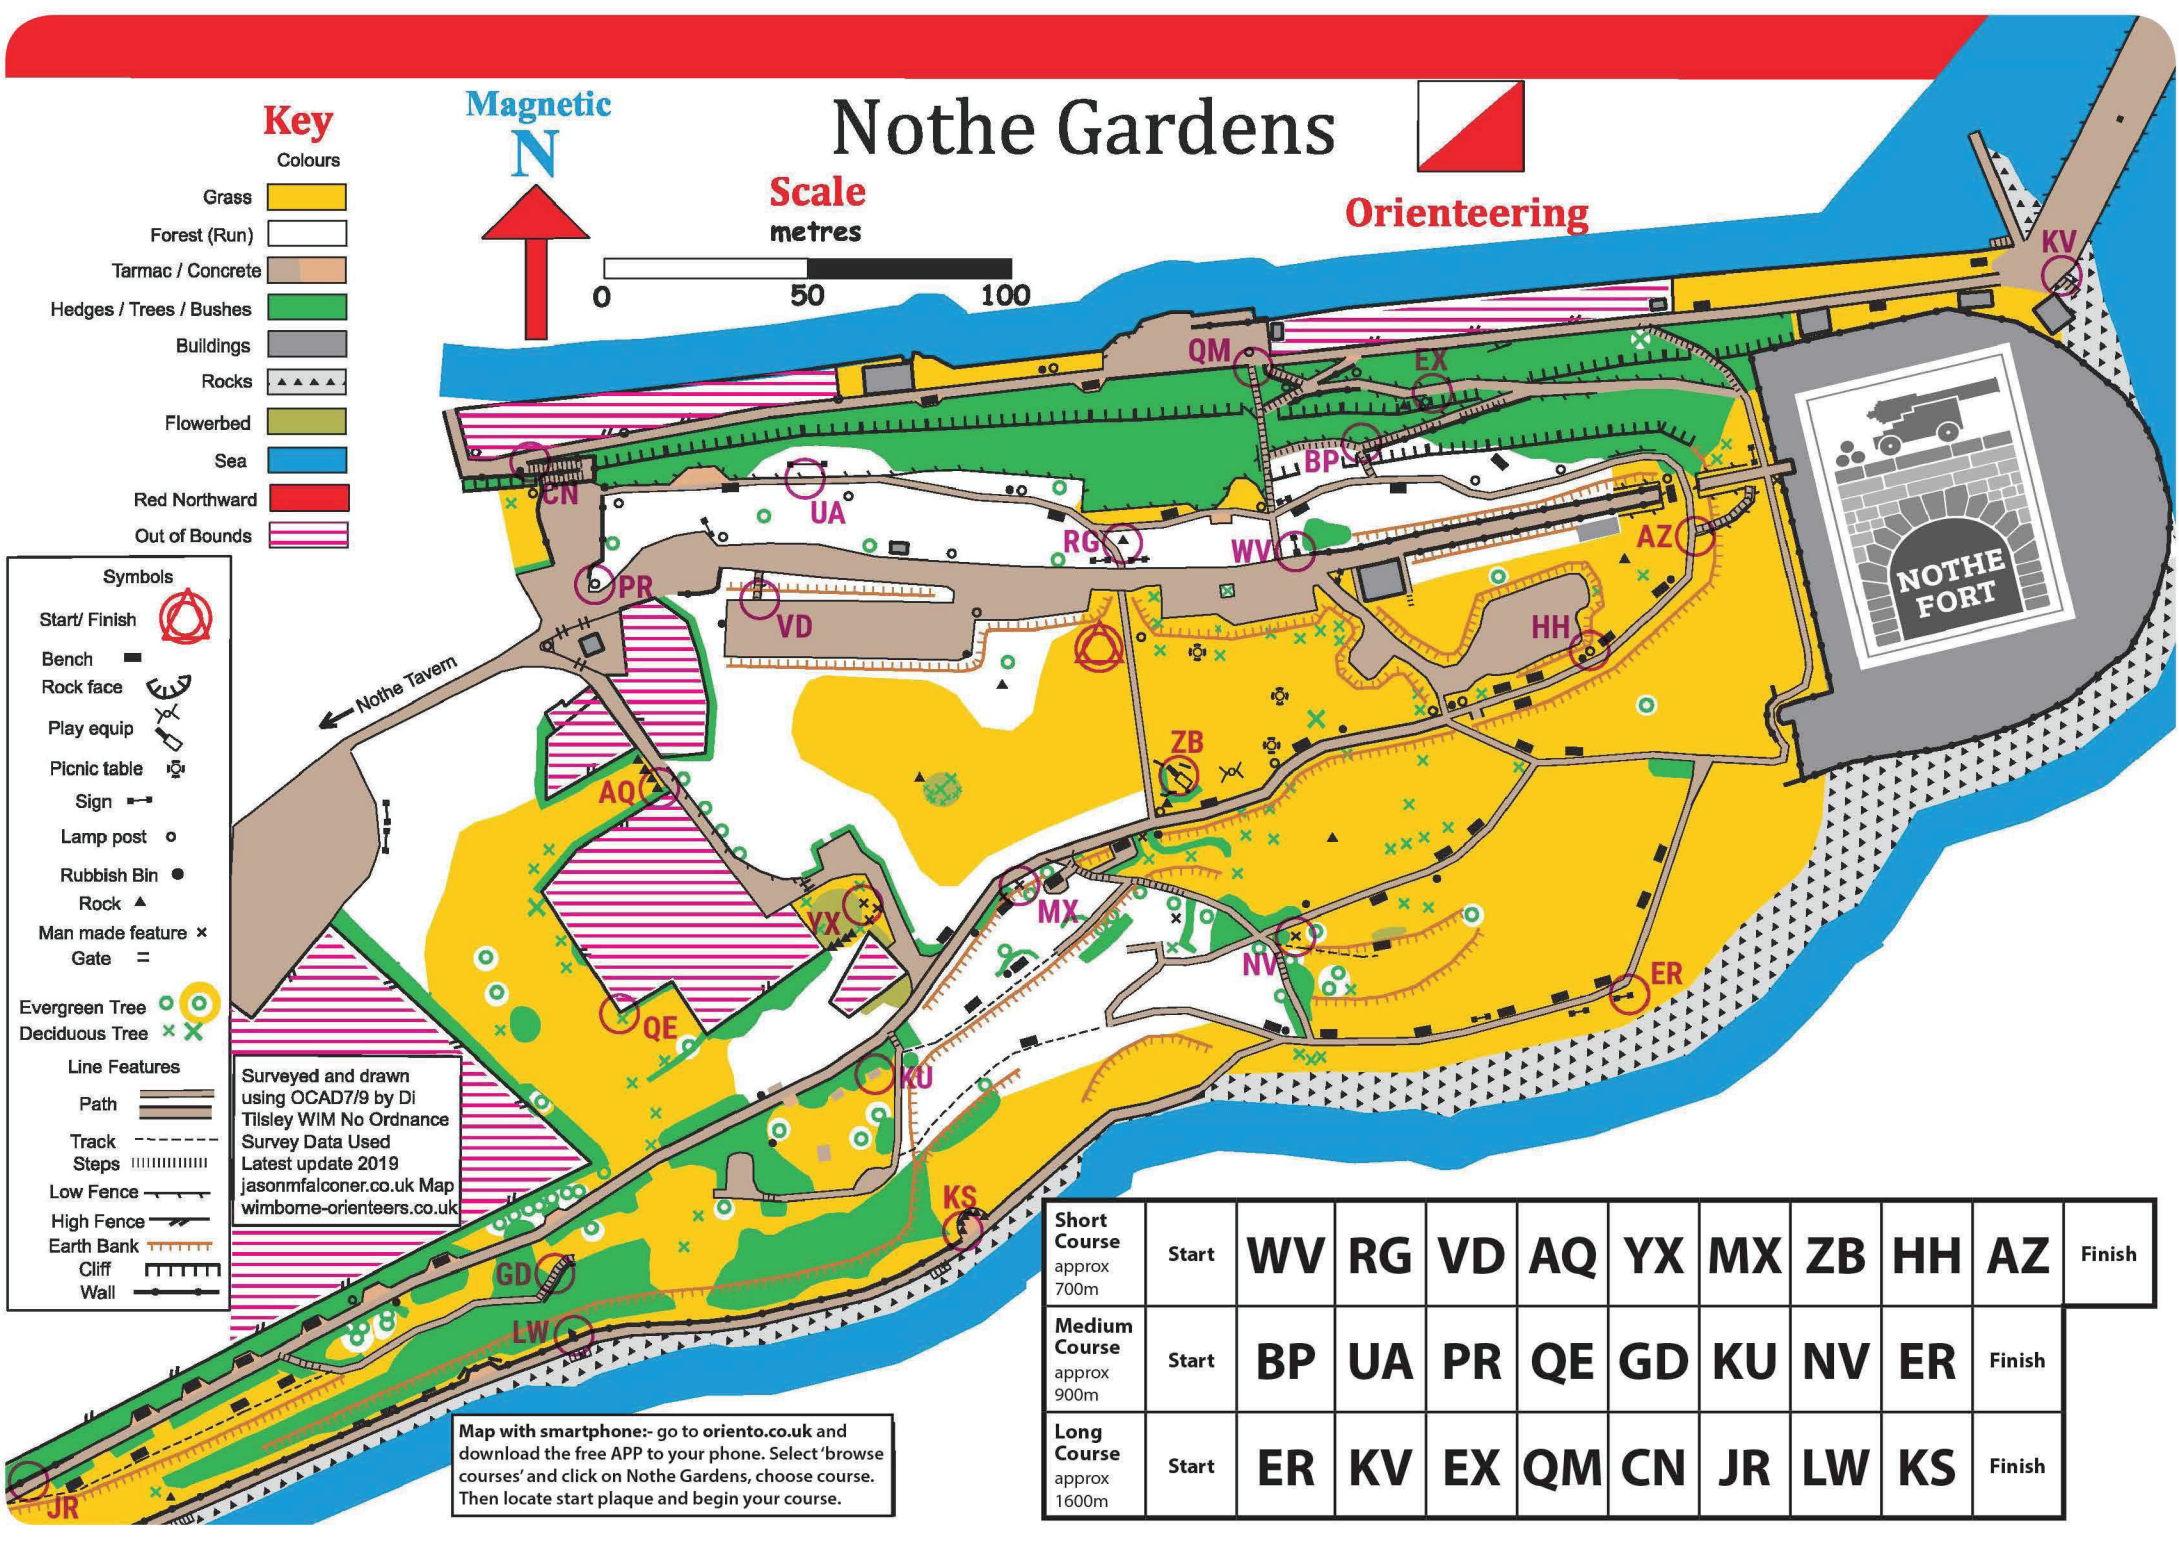 Nothe Gardens
Orienteering
Magnetic
N
Scale
metres
0 50 100
Key
Colours
Grass
Forest (Run)
Tarmac / Concrete
Hedges / Trees / Bushes
Buildings
Rocks
Flowerbed
Sea
Red Northward
Out of Bounds
Symbols
Start/ Finish
Bench
Rock face
Play equip
Picnic table
Sign
Lamp post
Rubbish Bin
Rock
Man made feature
Gate
Evergreen Tree
Deciduous Tree
Line Features
Path
Track
Steps
Low Fence
High Fence
Earth Bank
Cliff
Wall
Surveyed and drawn
using OCAD7/9 by Di
Tilsley WIM No Ordnance
Survey Data Used
Latest update 2019
jasonmfalconer.co.uk Map
wimborne-orienteers.co.uk
KV
QM
EX
BP
CN
UA
RG
WV
AZ
PR
VD
HH
Nothe Tavern
ZB
AQ
YX
MX
NV
ER
QE
KU
KS
GD
LW
JR
NOTHE
FORT
Map with smartphone:- go to oriento.co.uk and
download the free APP to your phone. Select 'browse
courses' and click on Nothe Gardens, choose course.
Then locate start plaque and begin your course.
Short
Course
approx
700m
Start WV RG VD AQ YX MX ZB HH AZ Finish
Medium
Course
approx
900m
Start BP UA PR QE GD KU NV ER Finish
Long
Course
approx
1600m
Start ER KV EX QM CN JR LW KS Finish